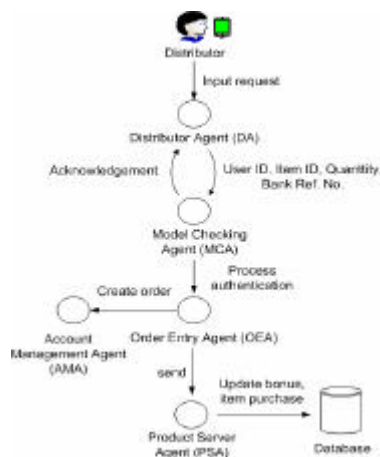 Distributor
Input request
Distributor Agent (DA)
Acknowledgement
User ID, Item ID, Quantity
Bank Ref. No.
Model Checking
Agent (MCA)
Process
authentication
Create order
Account
Management Agent
(AMA)
Order Entry Agent (OEA)
send
Update bonus,
item purchase
Product Server
Agent (PSA)
Database